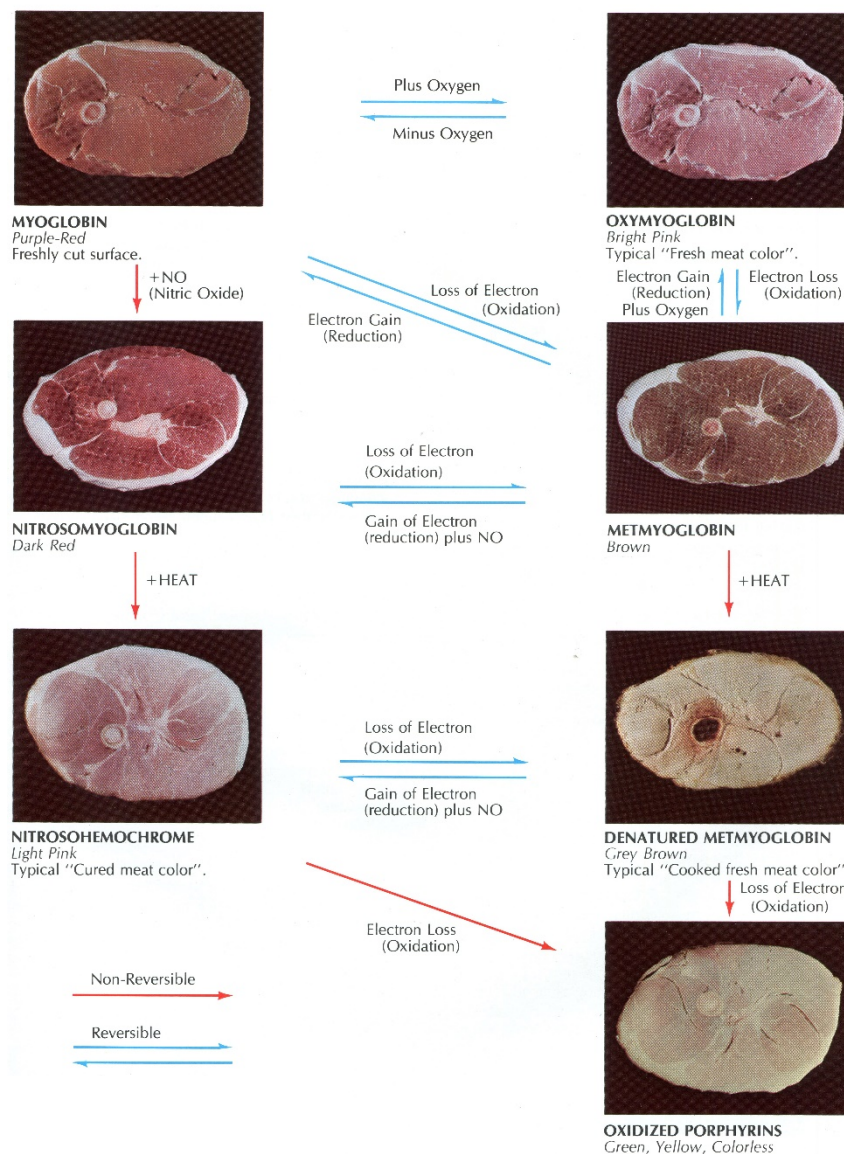 Plus Oxygen
Minus Oxygen
MYOGLOBIN
Purple-Red
Freshly cut surface.
OXYMYOGLOBIN
Bright Pink
Typical "Fresh meat color".
+NO
(Nitric Oxide)
Loss of Electron
(Oxidation)
Electron Gain
(Reduction)
Electron Gain
(Reduction)
Plus Oxygen
Electron Loss
(Oxidation)
Loss of Electron
(Oxidation)
Gain of Electron
(reduction) plus NO
NITROSOMYOGLOBIN
Dark Red
METMYOGLOBIN
Brown
+HEAT
+HEAT
Loss of Electron
(Oxidation)
Gain of Electron
(reduction) plus NO
NITROSOHEMOCHROME
Light Pink
Typical "Cured meat color".
DENATURED METMYOGLOBIN
Grey Brown
Typical "Cooked fresh meat color"
Loss of Electron
(Oxidation)
Electron Loss
(Oxidation)
Non-Reversible
Reversible
OXIDIZED PORPHYRINS
Green, Yellow, Colorless